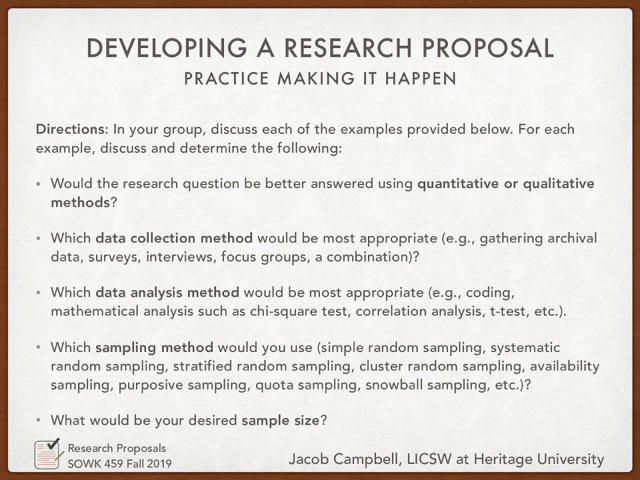 DEVELOPING A RESEARCH PROPOSAL
PRACTICE MAKING IT HAPPEN
Directions: In your group, discuss each of the examples provided below. For each
example, discuss and determine the following:
• Would the research question be better answered using quantitative or qualitative
methods?
• Which data collection method would be most appropriate (e.g., gathering archival
data, surveys, interviews, focus groups, a combination)?
• Which data analysis method would be most appropriate (e.g., coding,
mathematical analysis such as chi-square test, correlation analysis, t-test, etc.).
• Which sampling method would you use (simple random sampling, systematic
random sampling, stratified random sampling, cluster random sampling, availability
sampling, purposive sampling, quota sampling, snowball sampling, etc.)?
• What would be your desired sample size?
Research Proposals
SOWK 459 Fall 2019
Jacob Campbell, LICSW at Heritage University